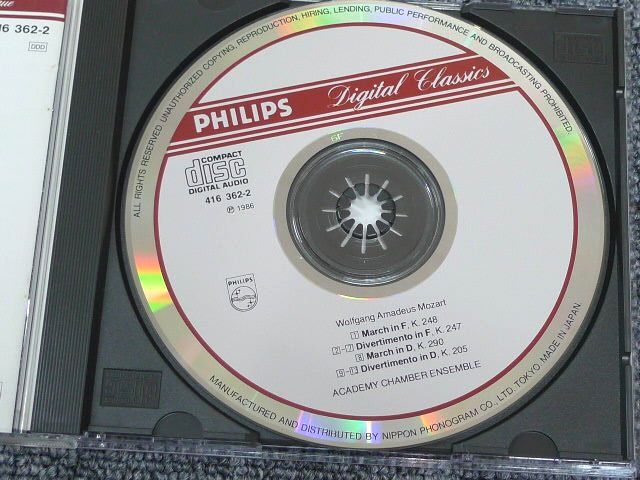 ue
16 362-2
DDD
ALL RIGHTS RESERVED UNAUTHORIZED COPYING, REPRODUCTION, HIRING, LENDING, PUBLIC PERFORMANCE AND BROADCASTING PROHIBITED.
PHILIPS Digital Classics
6F
COMPACT
disc
DIGITAL AUDIO
416 362-2
℗ 1986
PHILIPS
Wolfgang Amadeus Mozart
1 March in F, K. 248
2-7 Divertimento in F, K. 247
8 March in D, K. 290
9-13 Divertimento in D, K. 205
ACADEMY CHAMBER ENSEMBLE
MANUFACTURED AND DISTRIBUTED BY NIPPON PHONOGRAM CO., LTD. TOKYO. MADE IN JAPAN.